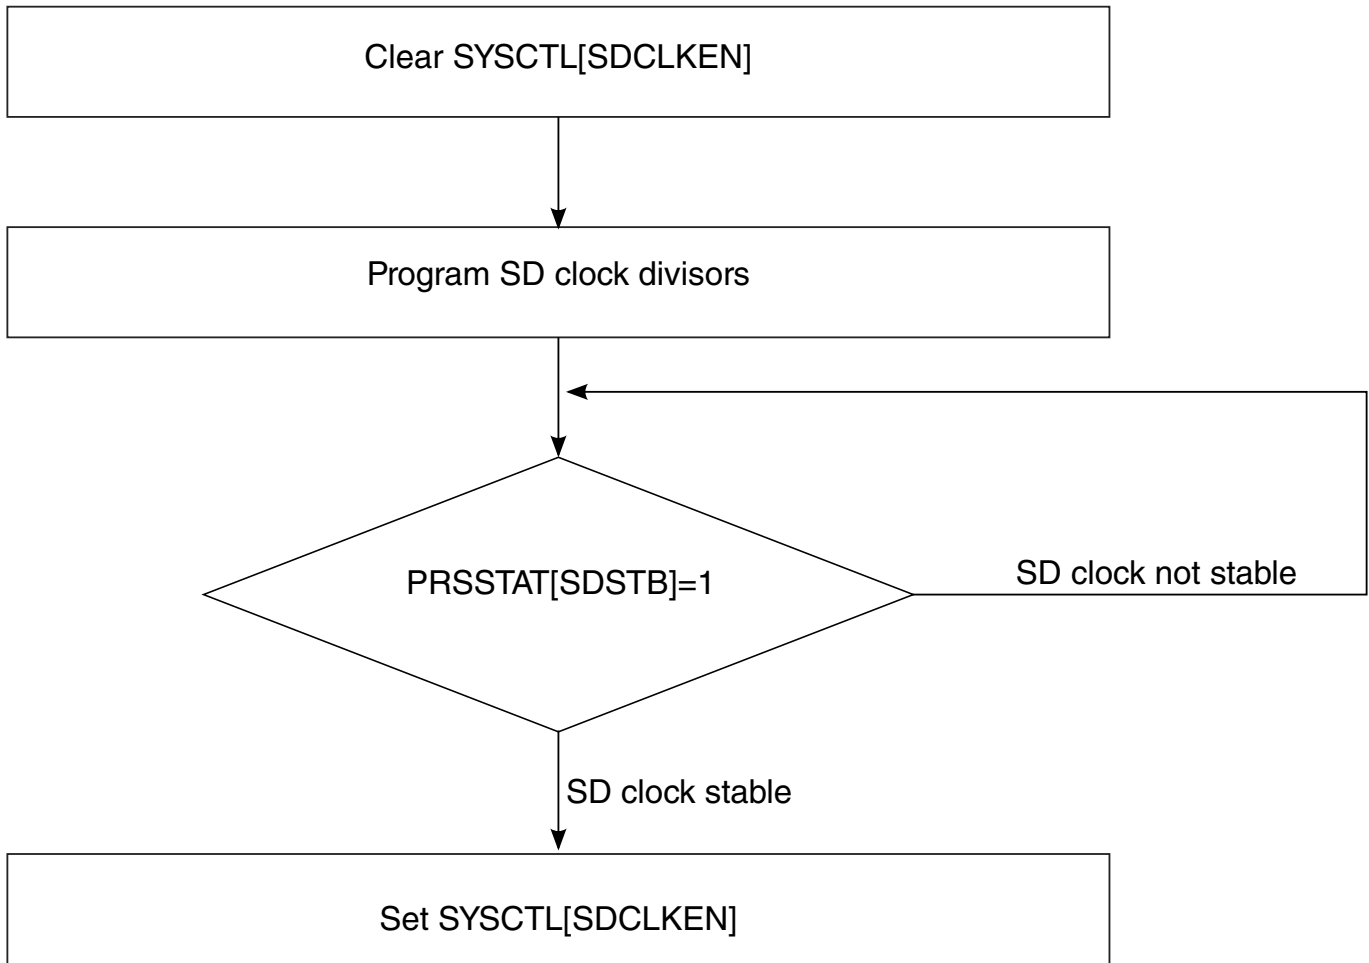 Clear SYSCTL[SDCLKEN]
Program SD clock divisors
PRSSTAT[SDSTB]=1
SD clock not stable
SD clock stable
Set SYSCTL[SDCLKEN]